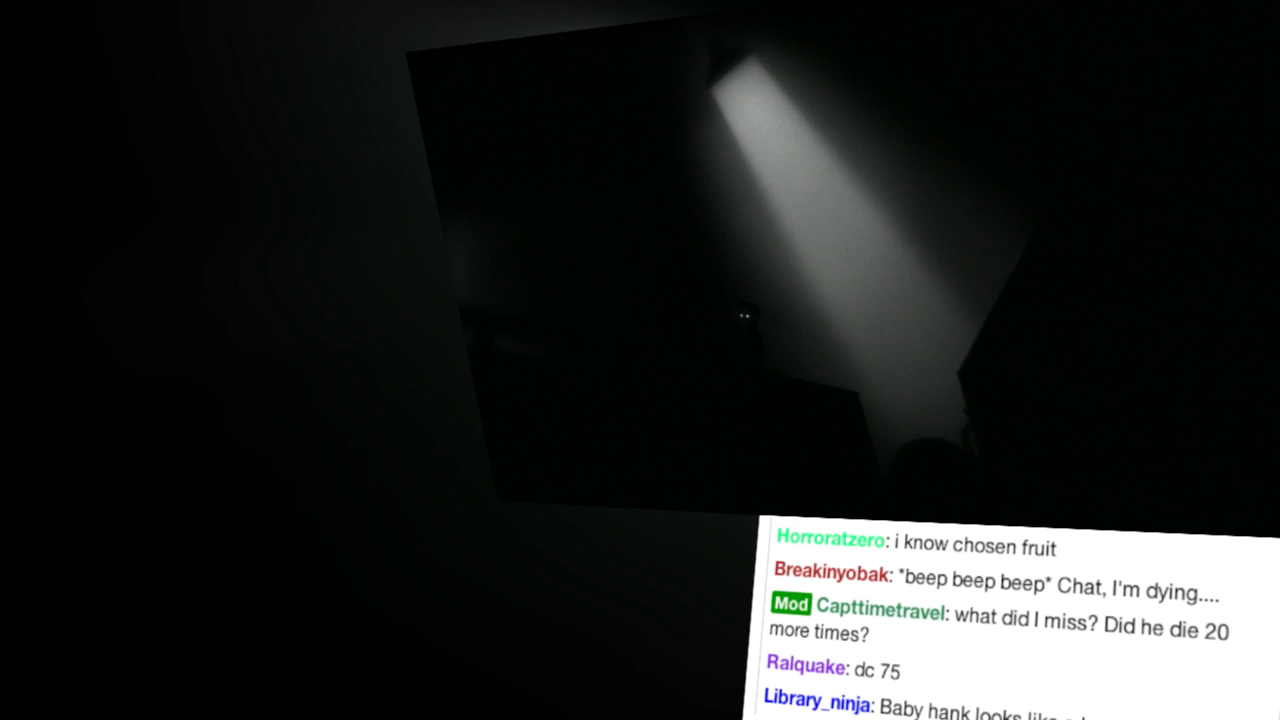 Horroratzero: i know chosen fruit
Breakinyobak: *beep beep beep* Chat, I'm dying....
Mod Capttimetravel: what did I miss? Did he die 20
more times?
Ralquake: dc 75
Library_ninja: Baby hank looks like a